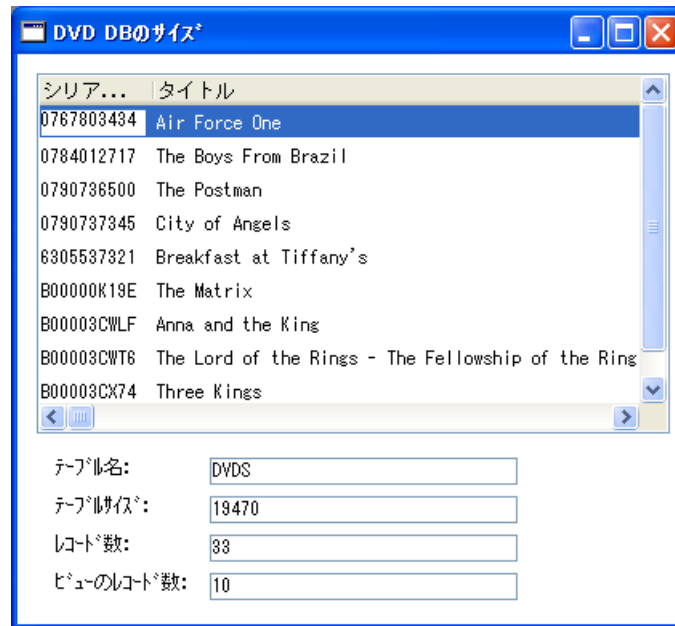 DVD DBのｻｲｽﾞ
シリア... タイトル
0767803434 Air Force One
0784012717 The Boys From Brazil
0790736500 The Postman
0790737345 City of Angels
6305537321 Breakfast at Tiffany's
B00000K19E The Matrix
B00003CWLF Anna and the King
B00003CWT6 The Lord of the Rings - The Fellowship of the Ring
B00003CX74 Three Kings
ﾃｰﾌﾞﾙ名: DVDS
ﾃｰﾌﾞﾙｻｲｽﾞ: 19470
ﾚｺｰﾄﾞ数: 33
ﾋﾞｭｰのﾚｺｰﾄﾞ数: 10